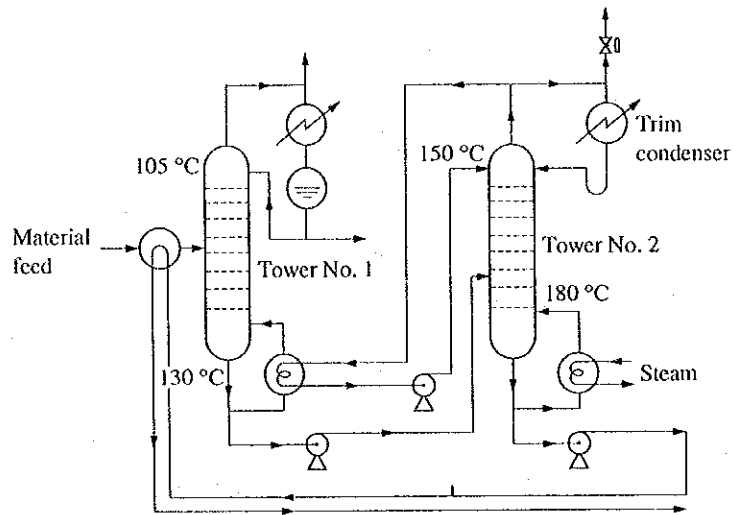 Trim
condenser
150 °C
105 °C
Material
feed
Tower No. 1
Tower No. 2
180 °C
130 °C
Steam